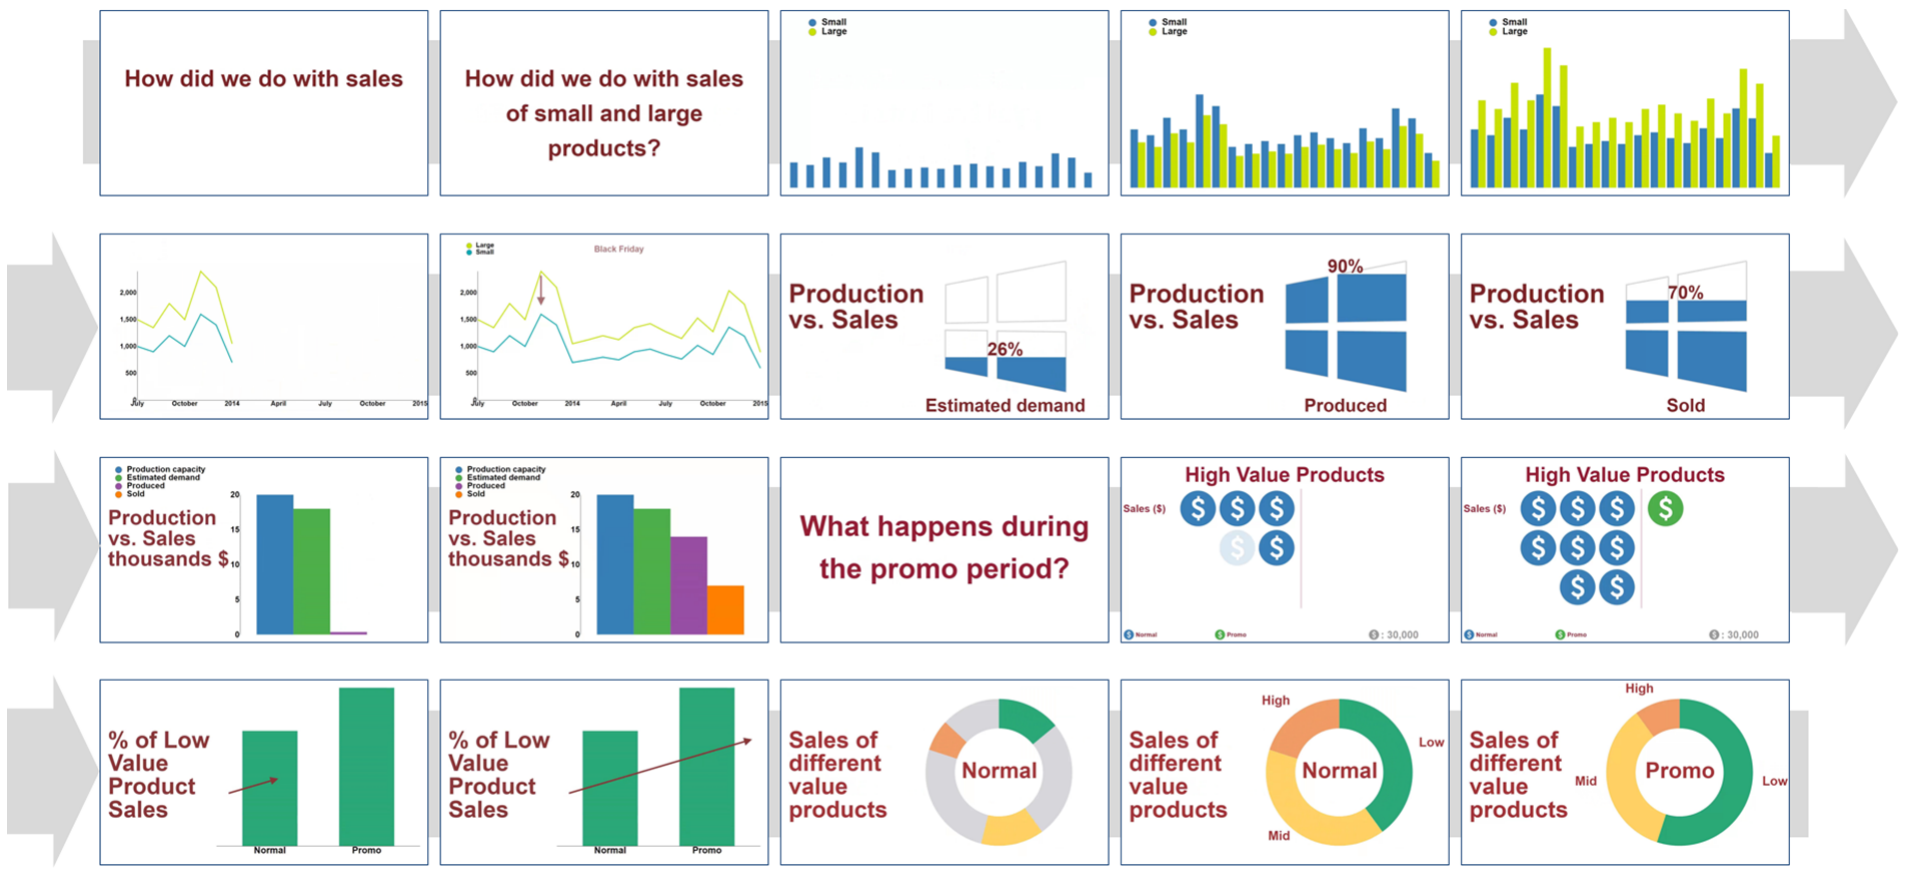 How did we do with sales
How did we do with sales
of small and large
products?
Small
Large
Small
Large
Small
Large
2,000
1,500
1,000
500
0
July
October
2014
April
July
October
2015
Large
Small
Black Friday
2,000
1,500
1,000
500
0
July
October
2014
April
July
October
2015
Production
vs. Sales
26%
Estimated demand
Production
vs. Sales
90%
Produced
Production
vs. Sales
70%
Sold
Production capacity
Estimated demand
Produced
Sold
Production
vs. Sales
thousands $
20
15
10
5
0
Production capacity
Estimated demand
Produced
Sold
Production
vs. Sales
thousands $
20
15
10
5
0
What happens during
the promo period?
High Value Products
Sales ($)
$ $ $
$ $
$ Normal
$ Promo
$ : 30,000
High Value Products
Sales ($)
$ $ $ $
$ $ $
$ $
$ Normal
$ Promo
$ : 30,000
% of Low
Value
Product
Sales
Normal
Promo
% of Low
Value
Product
Sales
Normal
Promo
Sales of
different
value
products
Normal
Sales of
different
value
products
High
Low
Mid
Normal
Sales of
different
value
products
High
Mid
Low
Promo